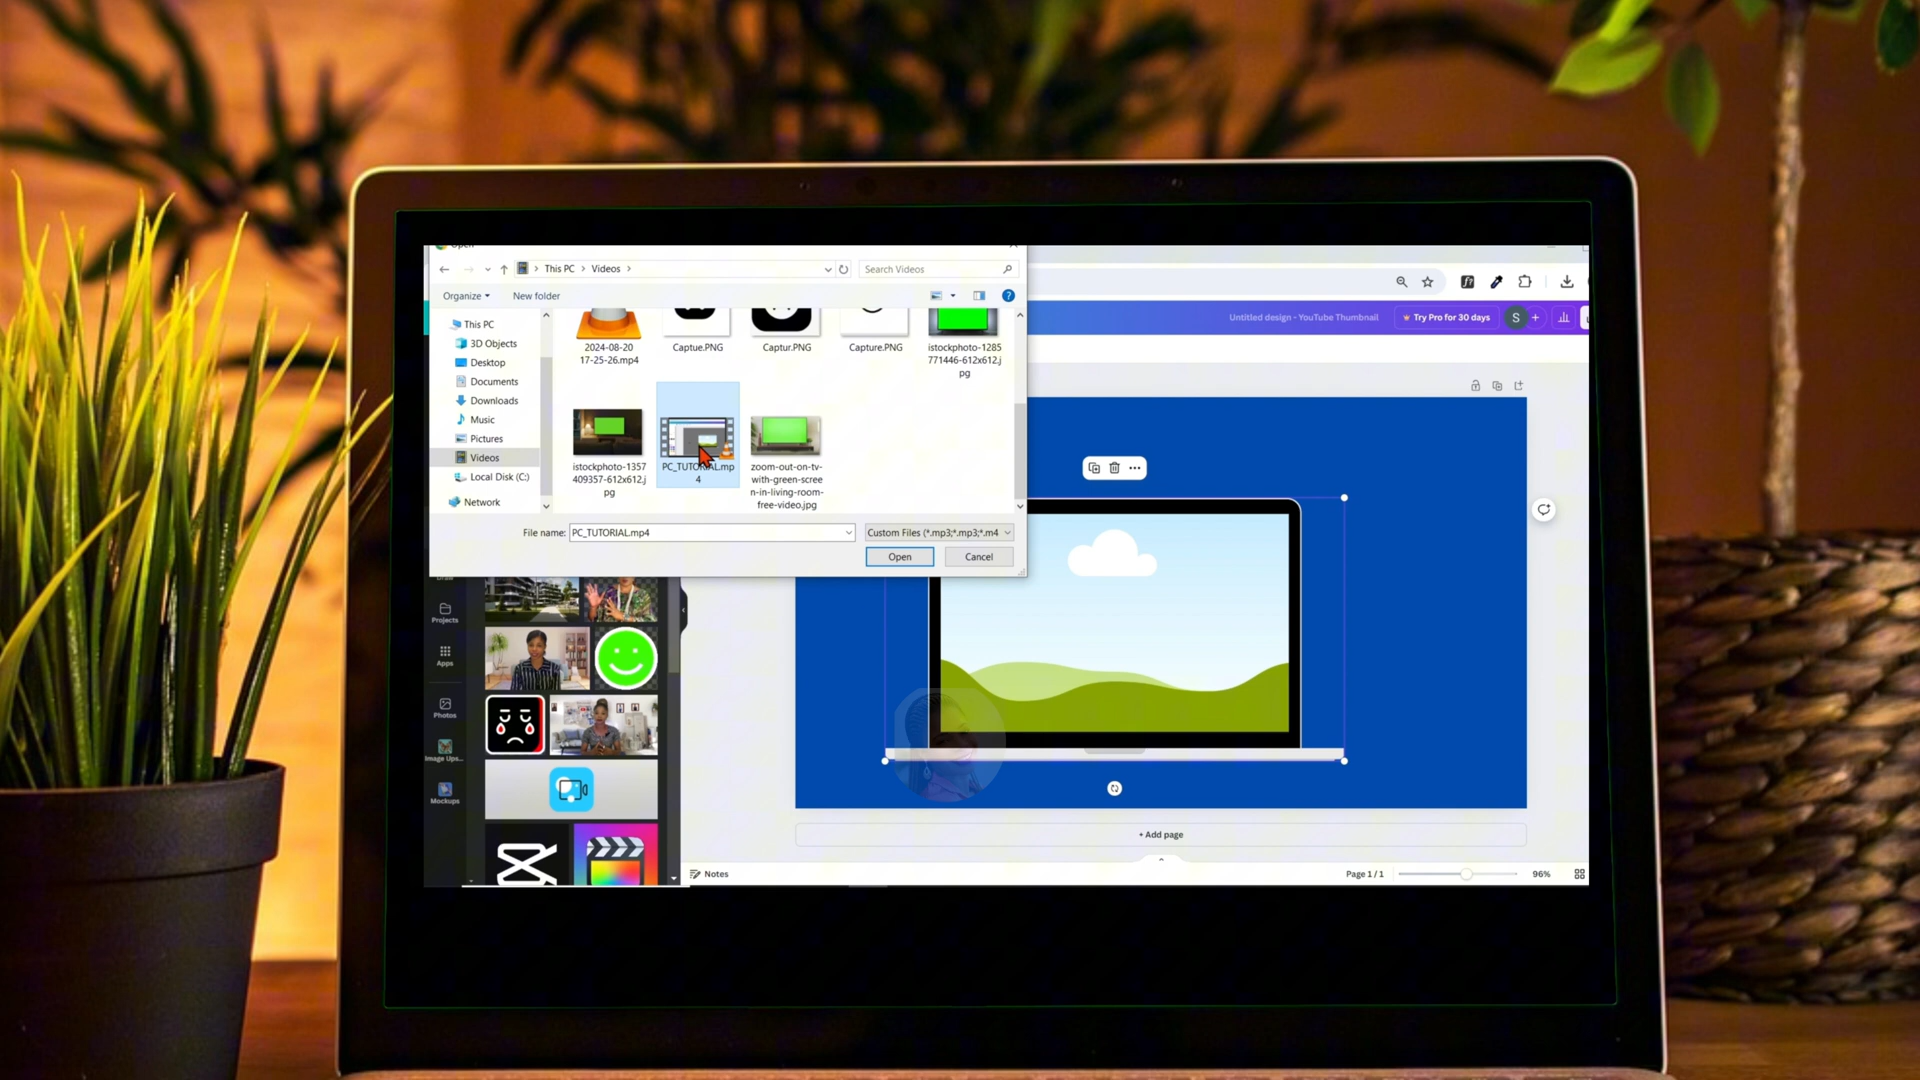 This PC
Videos
Search Videos
Organize
New folder
This PC
3D Objects
Desktop
Documents
Downloads
Music
Pictures
Videos
Local Disk (C:)
Network
2024-08-20
17-25-26.mp4
Captue.PNG
Captur.PNG
Capture.PNG
istockphoto-1285
771446-612x612.j
pg
istockphoto-1357
409357-612x612.j
pg
PC_TUTORIAL.mp
4
zoom-out-on-tv-
with-green-scree
n-in-living-room-
free-video.jpg
File name:
PC_TUTORIAL.mp4
Custom Files (*.mp3;*.mp3;*.m4
Open
Cancel
Untitled design - YouTube Thumbnail
Try Pro for 30 days
S
Projects
Apps
Photos
Image Ups...
Mockups
+ Add page
Notes
Page 1 / 1
96%